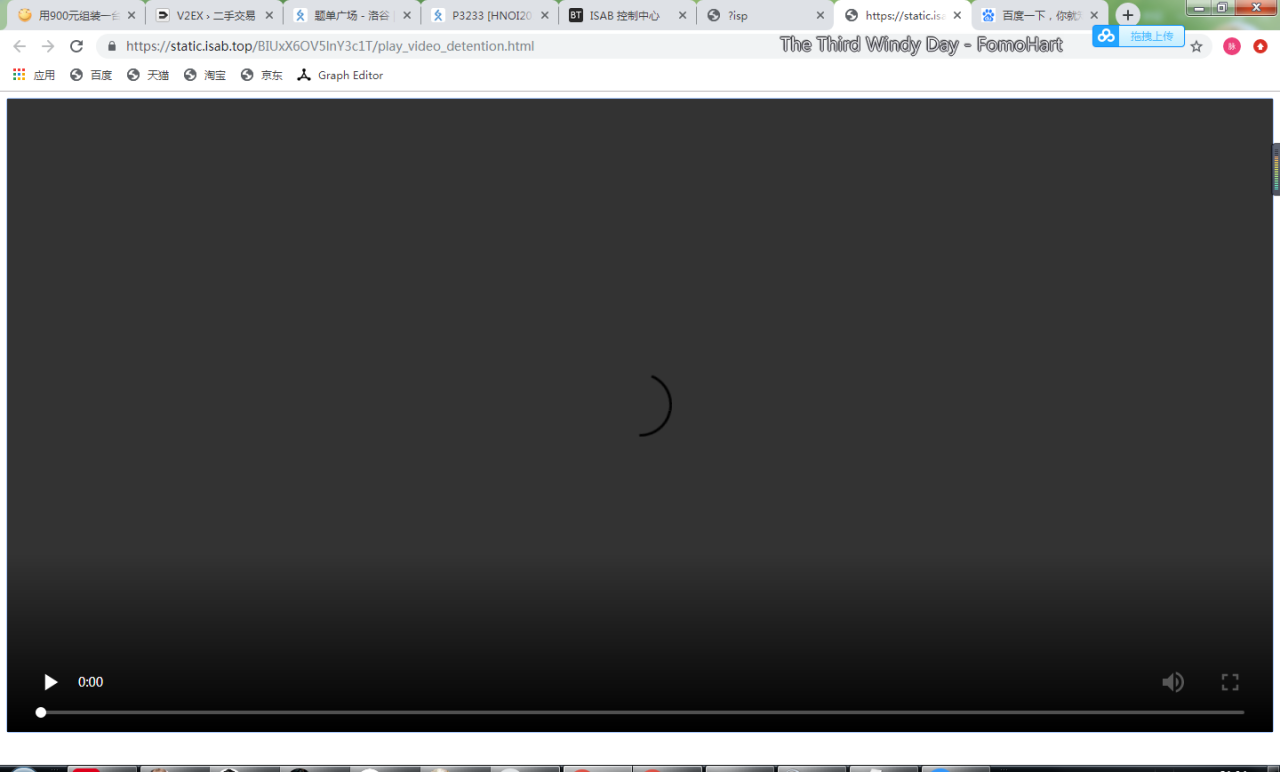 用900元组装一台
V2EX › 二手交易
题单广场 - 洛谷
P3233 [HNOI20
ISAB 控制中心
?isp
https://static.isa
百度一下，你就
https://static.isab.top/BIUxX6OV5lnY3c1T/play_video_detention.html
The Third Windy Day - FomoHart
拖拽上传
应用
百度
天猫
淘宝
京东
Graph Editor
0:00